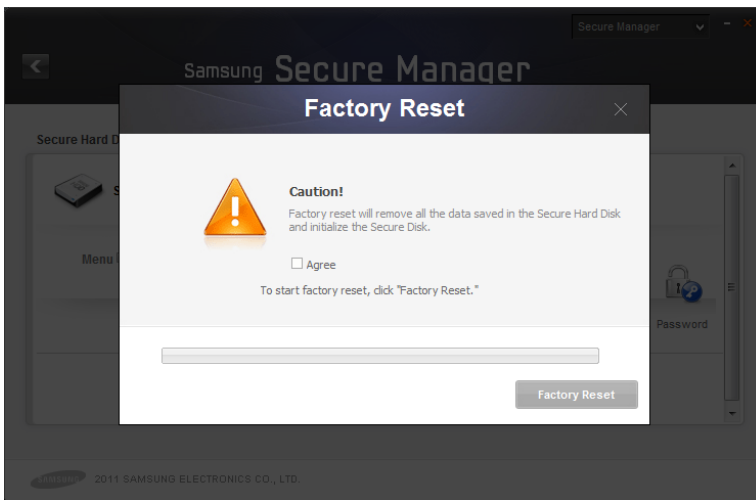 Secure Manager
Samsung Secure Manager
Factory Reset
Secure Hard D
S
Caution!
Factory reset will remove all the data saved in the Secure Hard Disk
and initialize the Secure Disk.
Menu
Agree
To start factory reset, click "Factory Reset."
Password
Factory Reset
SAMSUNG 2011 SAMSUNG ELECTRONICS CO., LTD.